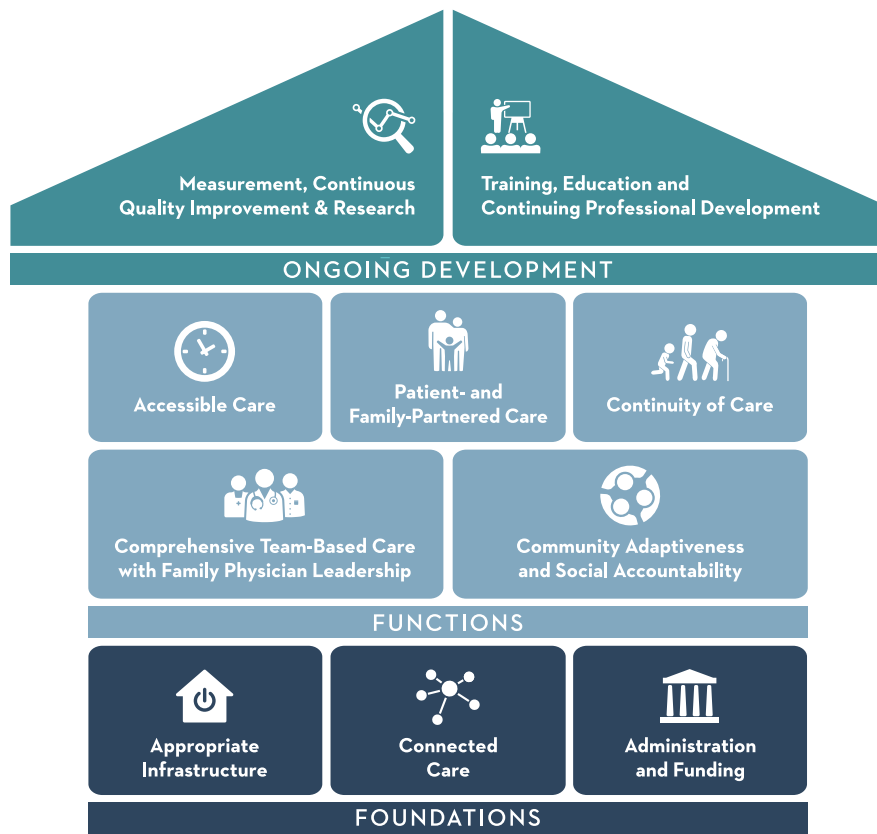 Measurement, Continuous
Quality Improvement & Research
Training, Education and
Continuing Professional Development
ONGOING DEVELOPMENT
Accessible Care
Patient- and
Family-Partnered Care
Continuity of Care
Comprehensive Team-Based Care
with Family Physician Leadership
Community Adaptiveness
and Social Accountability
FUNCTIONS
Appropriate
Infrastructure
Connected
Care
Administration
and Funding
FOUNDATIONS